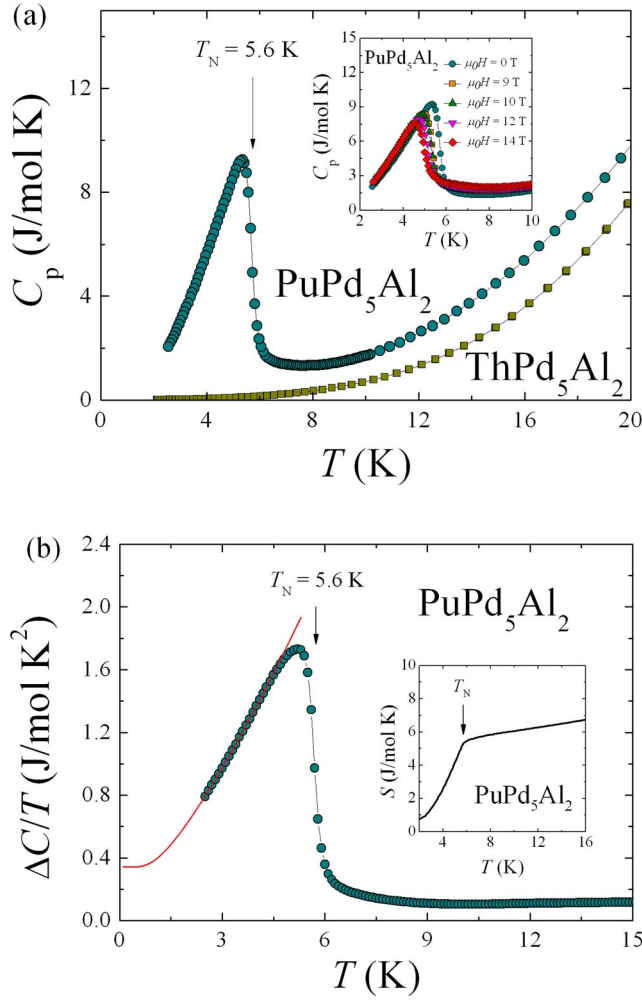 (a)
T_N = 5.6 K
C_p (J/mol K)
12
8
4
0
PuPd5Al2
ThPd5Al2
0 4 8 12 16 20
T (K)
PuPd5Al2
μ0H = 0 T
μ0H = 9 T
μ0H = 10 T
μ0H = 12 T
μ0H = 14 T
C_p (J/mol K)
15
12
9
6
3
2 4 6 8 10
T (K)
(b)
T_N = 5.6 K
PuPd5Al2
ΔC/T (J/mol K²)
2.4
2.0
1.6
1.2
0.8
0.4
0.0
0 3 6 9 12 15
T (K)
T_N
PuPd5Al2
S (J/mol K)
10
8
6
4
2
0
4 8 12 16
T (K)